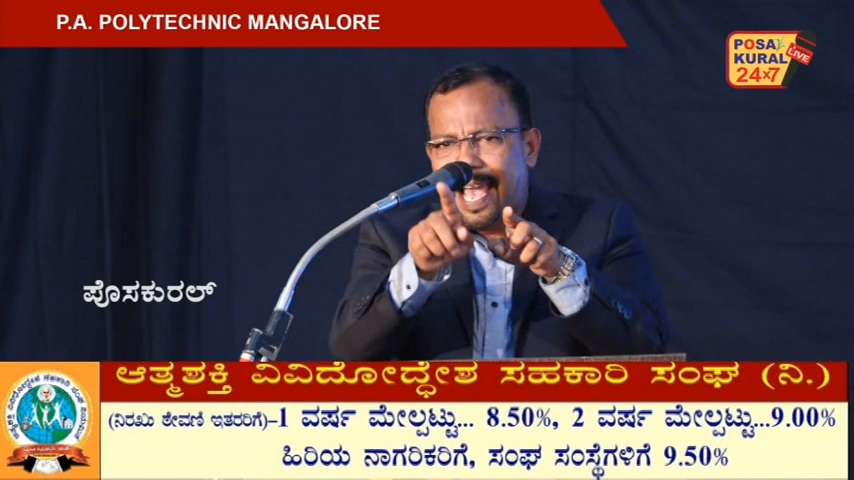 P.A. POLYTECHNIC MANGALORE
POSA
KURAL
24x7
LIVE
ಪೊಸಕುರಲ್
ಆತ್ಮಶಕ್ತಿ ವಿವಿದೋದ್ಧೇಶ ಸಹಕಾರಿ ಸಂಘ (ನಿ.)
(ನಿರಖು ಠೇವಣಿ ಇತರರಿಗೆ)–1 ವರ್ಷ ಮೇಲ್ಪಟ್ಟು... 8.50%, 2 ವರ್ಷ ಮೇಲ್ಪಟ್ಟು...9.00%
ಹಿರಿಯ ನಾಗರಿಕರಿಗೆ, ಸಂಘ ಸಂಸ್ಥೆಗಳಿಗೆ 9.50%